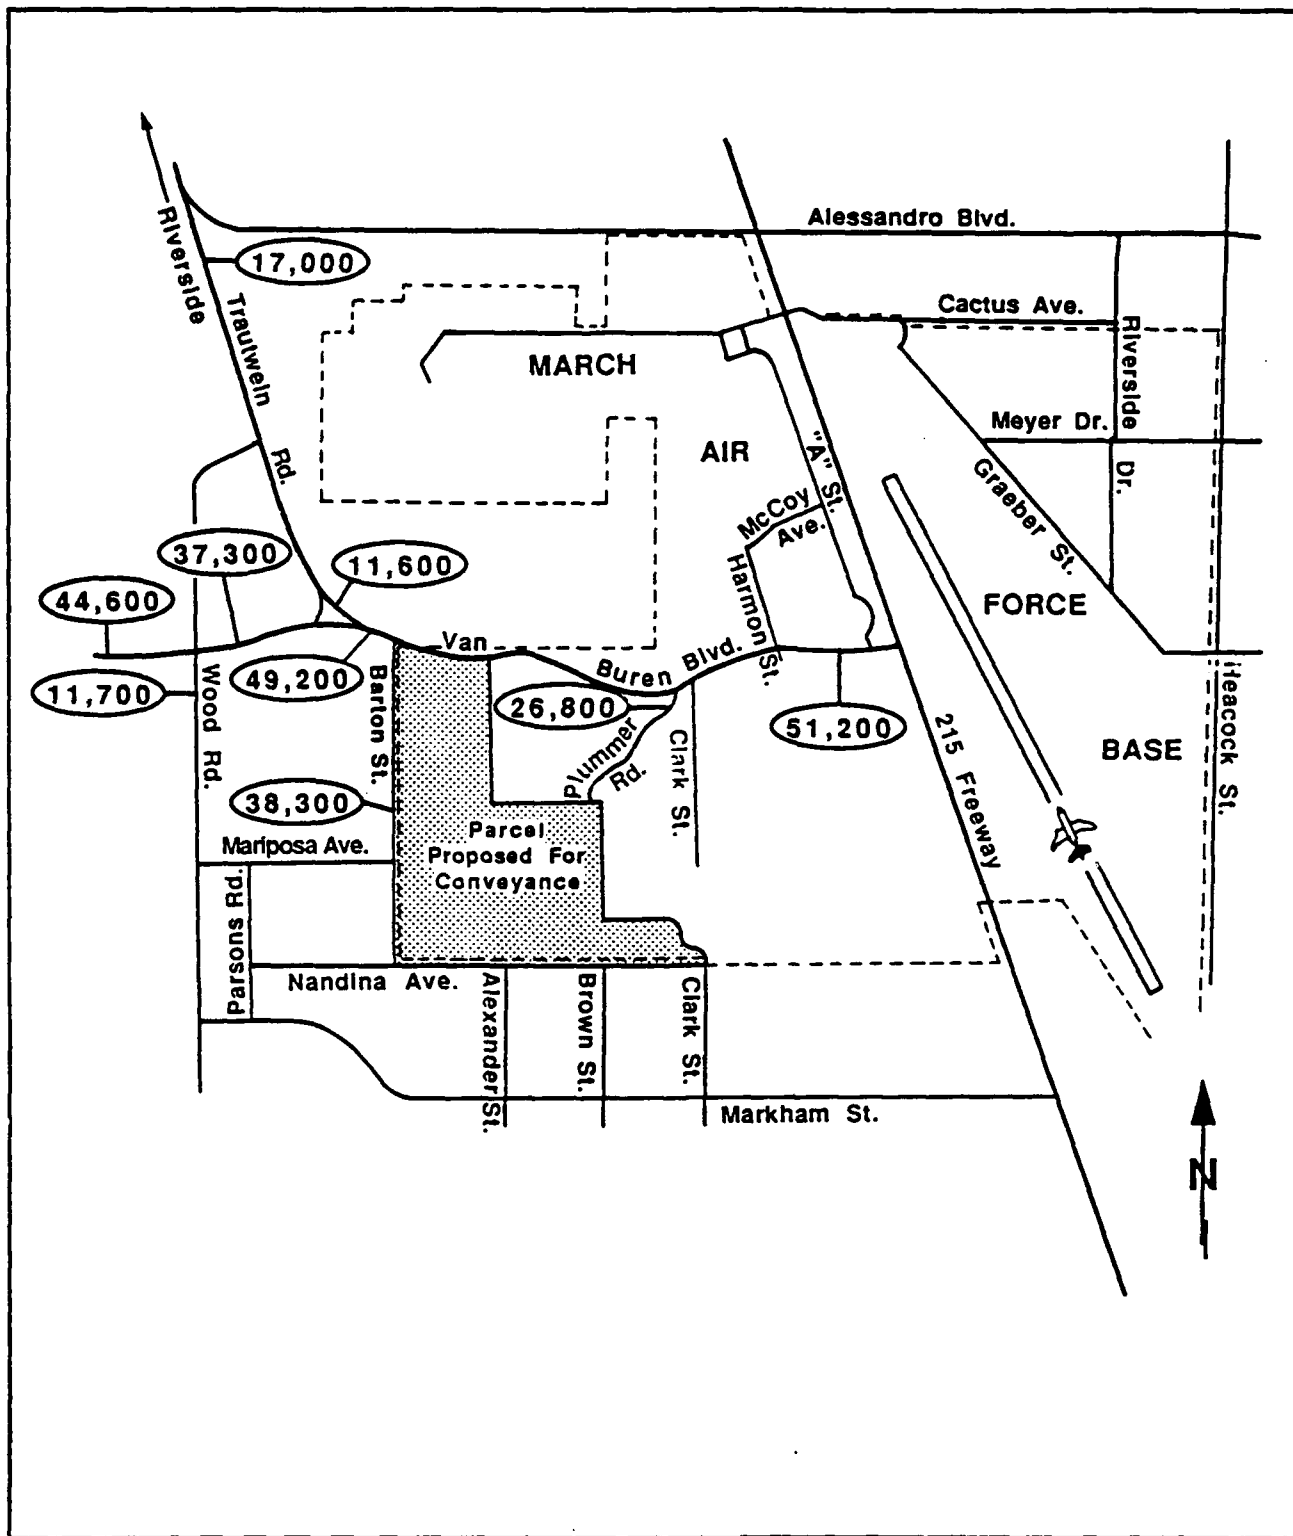 Riverside
17,000
Alessandro Blvd.
Trautwein
Rd.
Cactus Ave.
Riverside
Dr.
MARCH
Meyer Dr.
AIR
"A" St.
Graeber St.
McCoy
Ave.
37,300
11,600
44,600
Harmon St.
FORCE
Van
Buren Blvd.
11,700
Wood Rd.
49,200
Barton St.
26,800
Plummer
Rd.
Clark St.
51,200
215 Freeway
BASE
Heacock St.
38,300
Mariposa Ave.
Parcel
Proposed For
Conveyance
Parsons Rd.
Nandina Ave.
Alexander St.
Brown St.
Clark St.
Markham St.
N